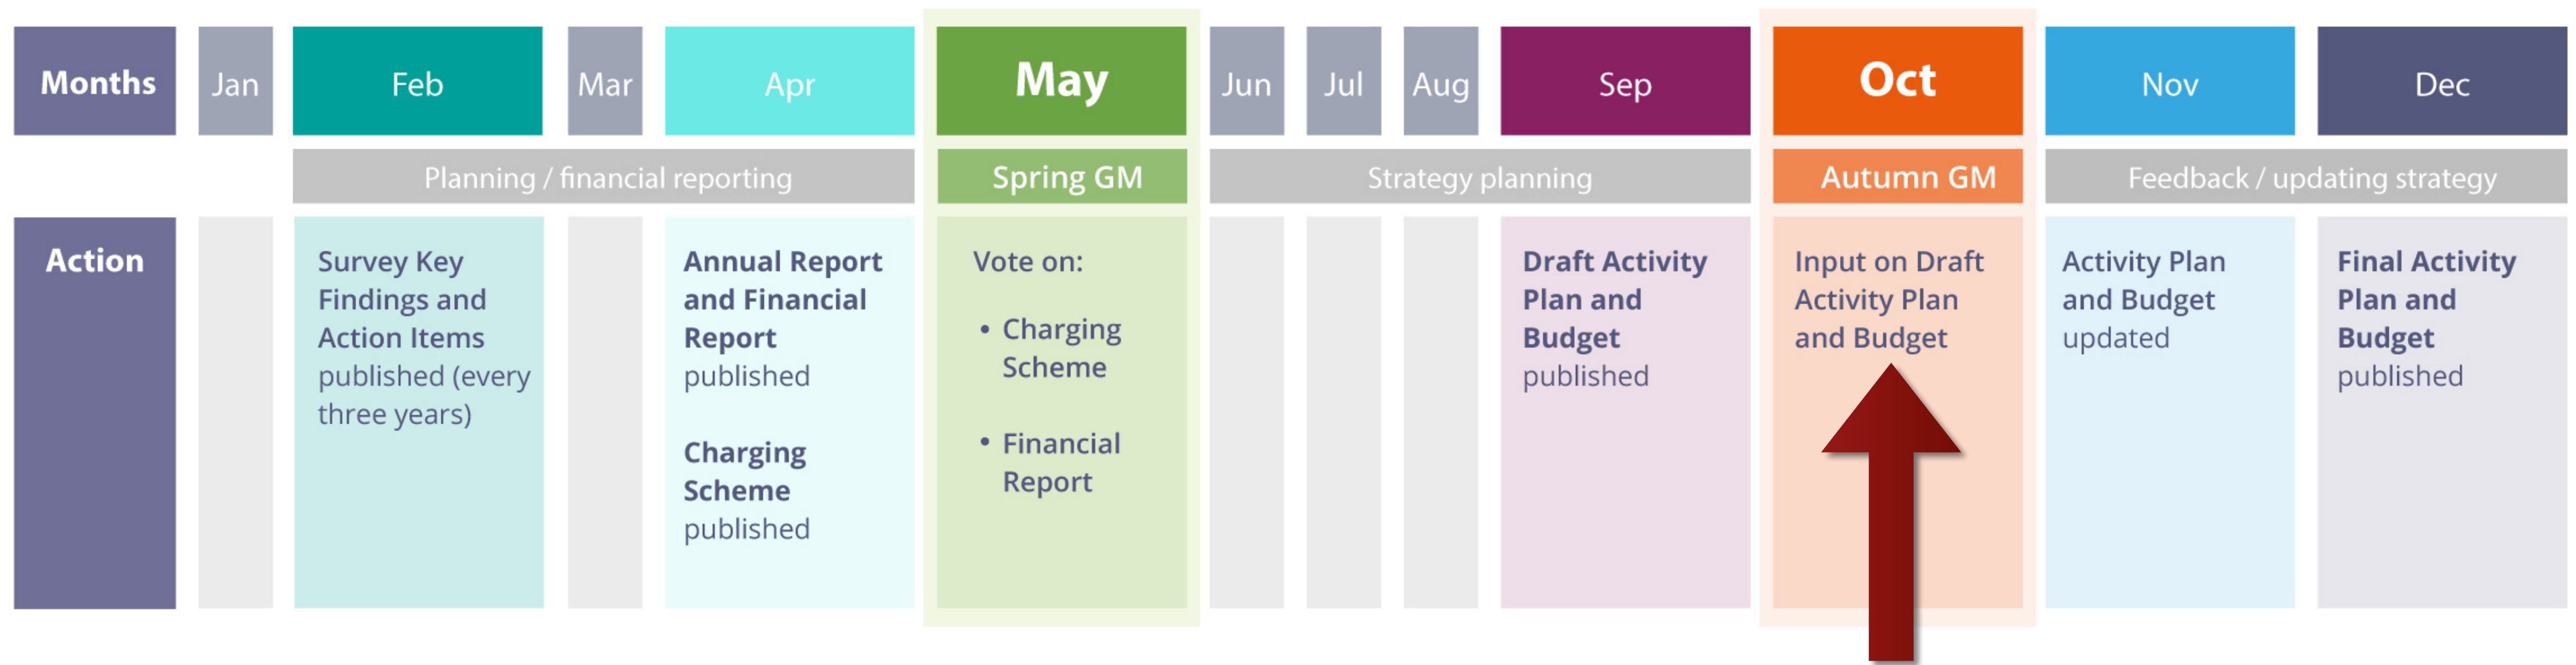 Months
Jan
Feb
Mar
Apr
May
Jun
Jul
Aug
Sep
Oct
Nov
Dec
Planning / financial reporting
Spring GM
Strategy planning
Autumn GM
Feedback / updating strategy
Action
Survey Key
Findings and
Action Items
published (every
three years)
Annual Report
and Financial
Report
published
Charging
Scheme
published
Vote on:
• Charging
Scheme
• Financial
Report
Draft Activity
Plan and
Budget
published
Input on Draft
Activity Plan
and Budget
Activity Plan
and Budget
updated
Final Activity
Plan and
Budget
published